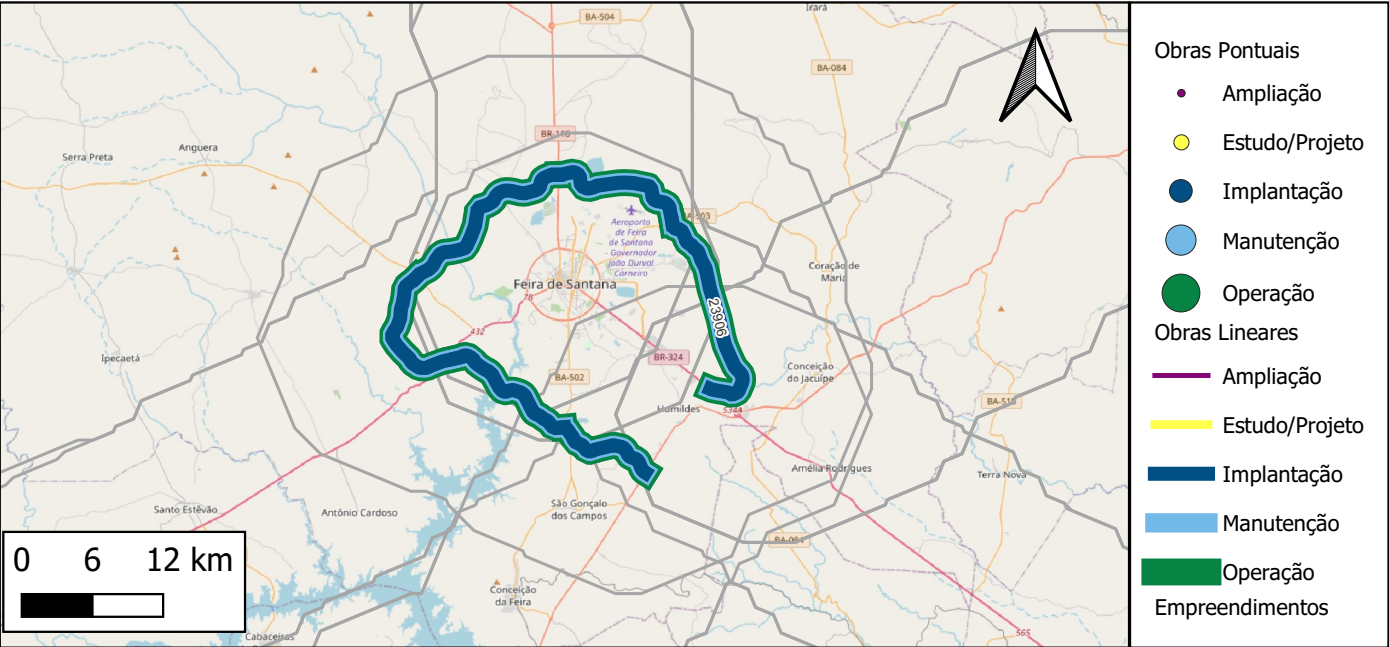 Irará
BA-504
BA-084
BR-116
Anguera
Serra Preta
BA-503
Aeroporto
de Feira
de Santana
- Governador
João Durval
Carneiro
Coração de
Maria
Feira de Santana
78
432
23906
Ipecaetá
BR-324
BA-502
Conceição
do Jacuípe
Humildes
5344
BA-515
Amélia Rodrigues
Terra Nova
Santo Estêvão
Antônio Cardoso
São Gonçalo
dos Campos
BA-084
Conceição
da Feira
Cabaceiras
565
0 6 12 km
Obras Pontuais
Ampliação
Estudo/Projeto
Implantação
Manutenção
Operação
Obras Lineares
Ampliação
Estudo/Projeto
Implantação
Manutenção
Operação
Empreendimentos